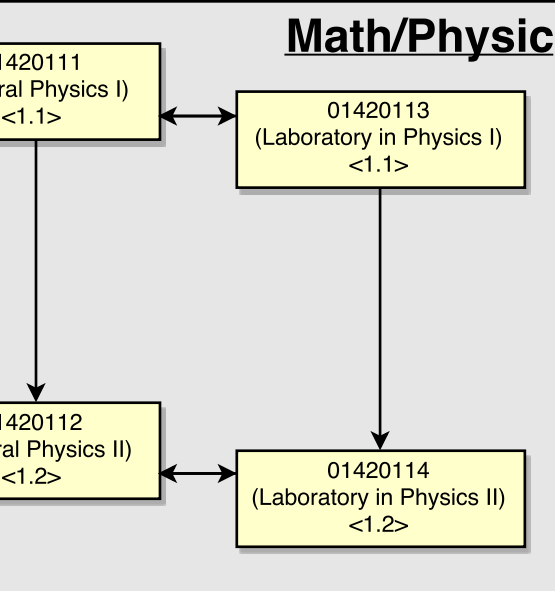 Math/Physic
1420111
ral Physics I)
<1.1>
01420113
(Laboratory in Physics I)
<1.1>
1420112
ral Physics II)
<1.2>
01420114
(Laboratory in Physics II)
<1.2>